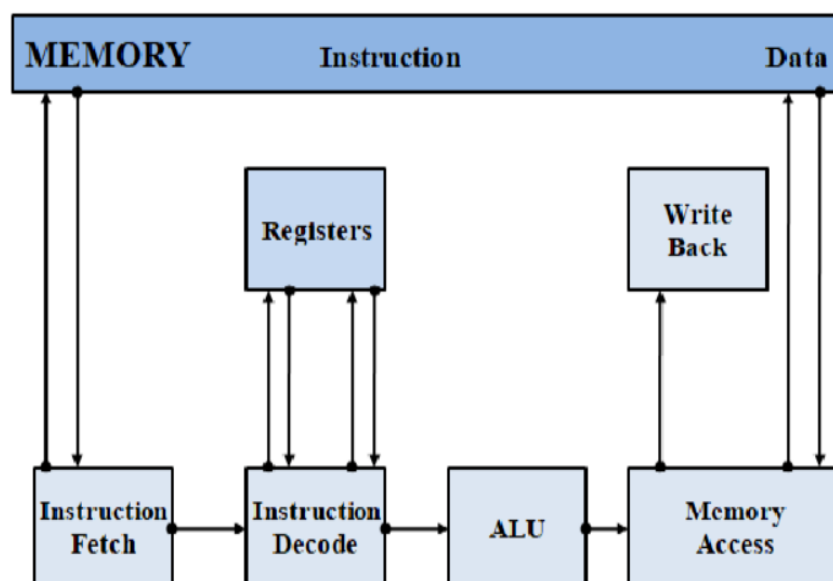 MEMORY Instruction Data
Registers
Write
Back
Instruction
Fetch
Instruction
Decode
ALU
Memory
Access